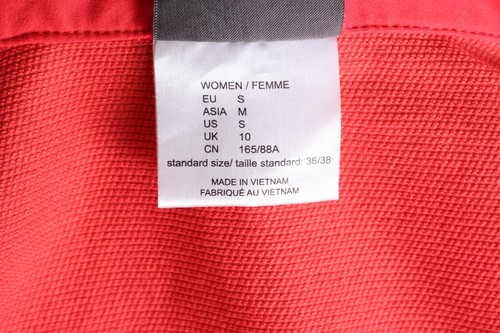 WOMEN / FEMME
EU S
ASIA M
US S
UK 10
CN 165/88A
standard size/ taille standard: 36/38
MADE IN VIETNAM
FABRIQUÉ AU VIETNAM